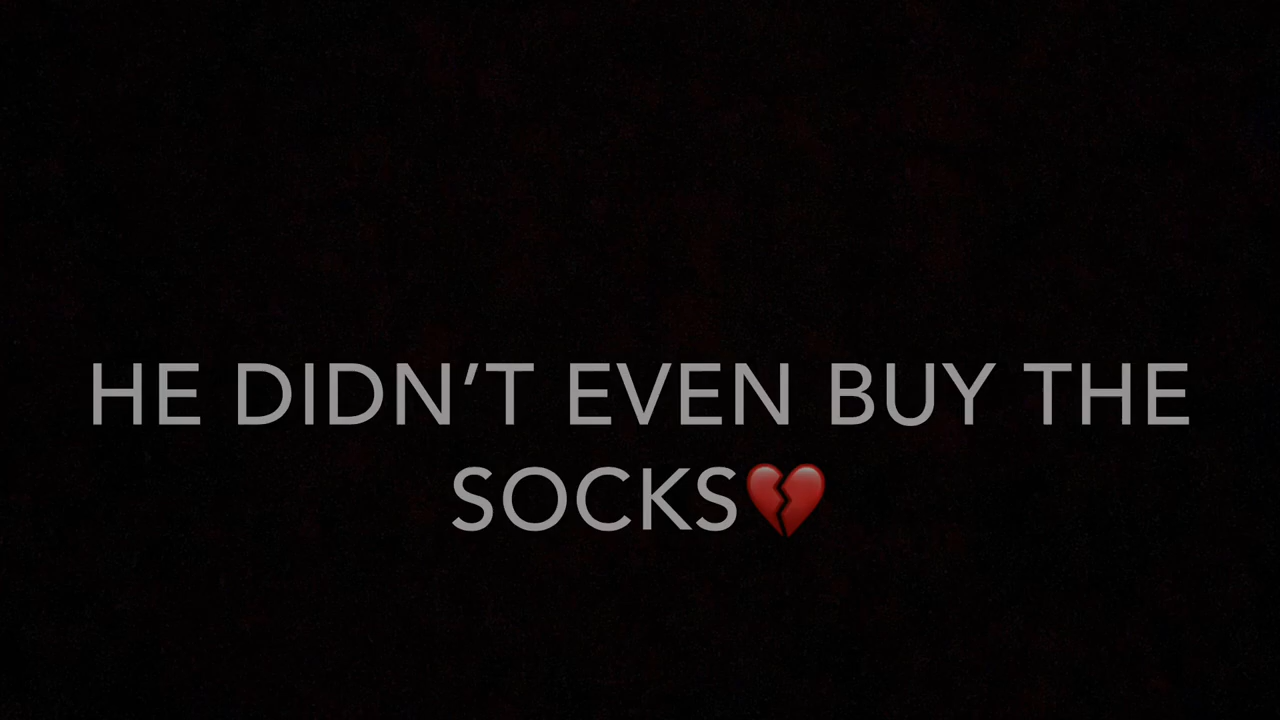 HE DIDN’T EVEN BUY THE
SOCKS💔